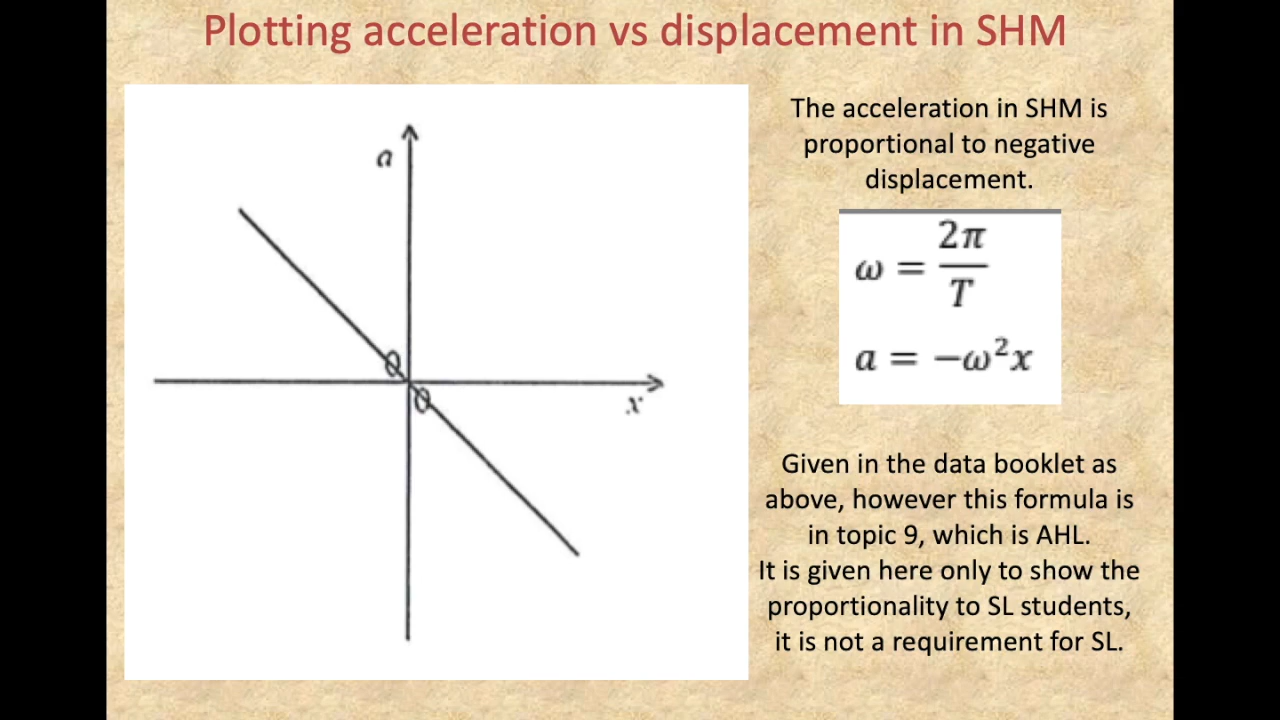 Plotting acceleration vs displacement in SHM
a
0
0
x
The acceleration in SHM is
proportional to negative
displacement.
ω = 2π/T
a = −ω²x
Given in the data booklet as
above, however this formula is
in topic 9, which is AHL.
It is given here only to show the
proportionality to SL students,
it is not a requirement for SL.